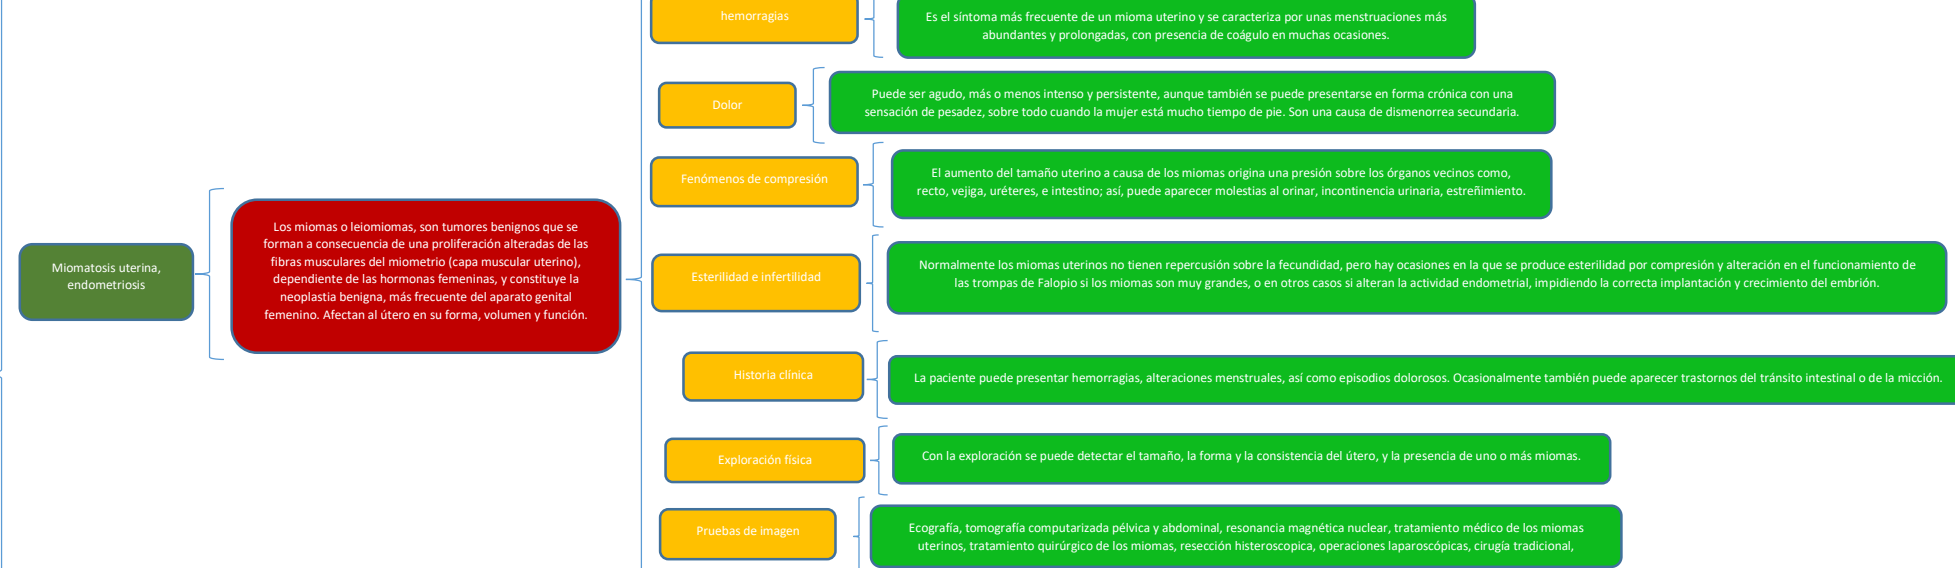 Miomatosis uterina,
endometriosis
Los miomas o leiomiomas, son tumores benignos que se
forman a consecuencia de una proliferación alteradas de las
fibras musculares del miometrio (capa muscular uterino),
dependiente de las hormonas femeninas, y constituye la
neoplastia benigna, más frecuente del aparato genital
femenino. Afectan al útero en su forma, volumen y función.
hemorragias
Es el síntoma más frecuente de un mioma uterino y se caracteriza por unas menstruaciones más
abundantes y prolongadas, con presencia de coágulo en muchas ocasiones.
Dolor
Puede ser agudo, más o menos intenso y persistente, aunque también se puede presentarse en forma crónica con una
sensación de pesadez, sobre todo cuando la mujer está mucho tiempo de pie. Son una causa de dismenorrea secundaria.
Fenómenos de compresión
El aumento del tamaño uterino a causa de los miomas origina una presión sobre los órganos vecinos como,
recto, vejiga, uréteres, e intestino; así, puede aparecer molestias al orinar, incontinencia urinaria, estreñimiento.
Esterilidad e infertilidad
Normalmente los miomas uterinos no tienen repercusión sobre la fecundidad, pero hay ocasiones en la que se produce esterilidad por compresión y alteración en el funcionamiento de
las trompas de Falopio si los miomas son muy grandes, o en otros casos si alteran la actividad endometrial, impidiendo la correcta implantación y crecimiento del embrión.
Historia clínica
La paciente puede presentar hemorragias, alteraciones menstruales, así como episodios dolorosos. Ocasionalmente también puede aparecer trastornos del tránsito intestinal o de la micción.
Exploración física
Con la exploración se puede detectar el tamaño, la forma y la consistencia del útero, y la presencia de uno o más miomas.
Pruebas de imagen
Ecografía, tomografía computarizada pélvica y abdominal, resonancia magnética nuclear, tratamiento médico de los miomas
uterinos, tratamiento quirúrgico de los miomas, resección histeroscopica, operaciones laparoscópicas, cirugía tradicional,